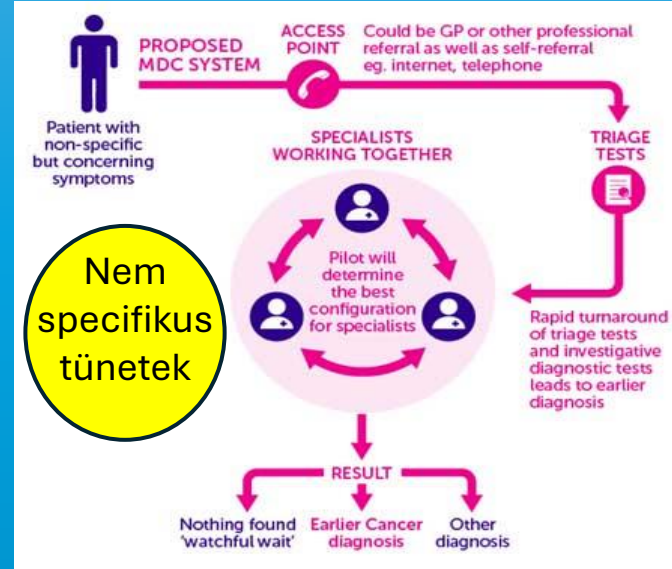 PROPOSED
MDC SYSTEM
ACCESS
POINT
Could be GP or other professional
referral as well as self-referral
eg. internet, telephone
Patient with
non-specific
but concerning
symptoms
SPECIALISTS
WORKING TOGETHER
TRIAGE
TESTS
Pilot will
determine
the best
configuration
for specialists
Nem
specifikus
tünetek
Rapid turnaround
of triage tests
and investigative
diagnostic tests
leads to earlier
diagnosis
RESULT
Nothing found
'watchful wait'
Earlier Cancer
diagnosis
Other
diagnosis